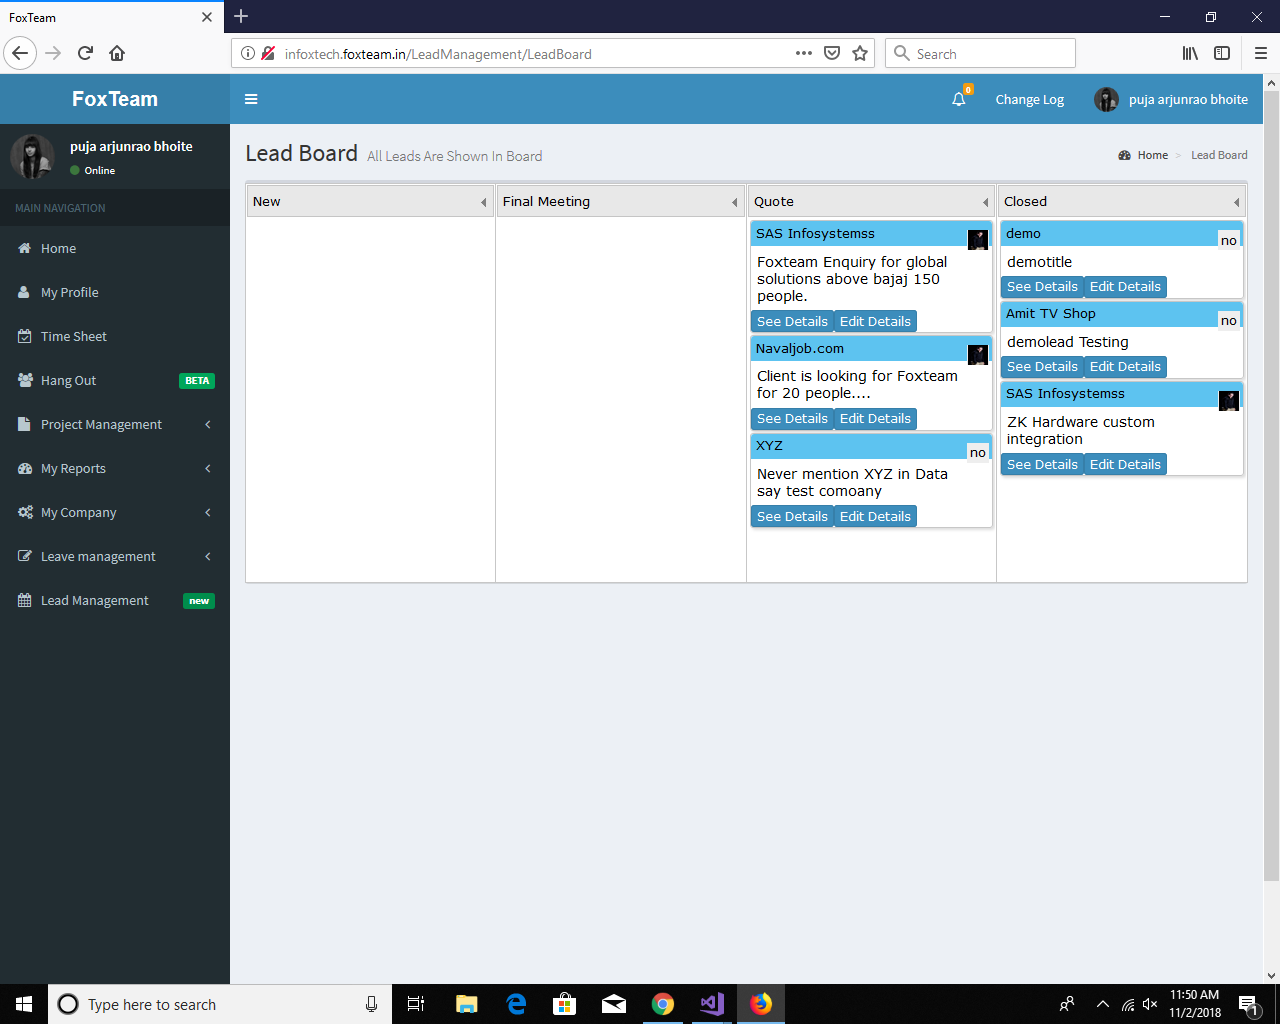 FoxTeam
infoxtech.foxteam.in/LeadManagement/LeadBoard
Search
FoxTeam
0
Change Log
puja arjunrao bhoite
puja arjunrao bhoite
Online
MAIN NAVIGATION
Home
My Profile
Time Sheet
Hang Out BETA
Project Management
My Reports
My Company
Leave management
Lead Management new
Lead Board All Leads Are Shown In Board
Home > Lead Board
New
Final Meeting
Quote
SAS Infosystemss
Foxteam Enquiry for global
solutions above bajaj 150
people.
See Details Edit Details
Navaljob.com
Client is looking for Foxteam
for 20 people....
See Details Edit Details
XYZ
no
Never mention XYZ in Data
say test comoany
See Details Edit Details
Closed
demo
no
demotitle
See Details Edit Details
Amit TV Shop
no
demolead Testing
See Details Edit Details
SAS Infosystemss
ZK Hardware custom
integration
See Details Edit Details
Type here to search
11:50 AM
11/2/2018
1